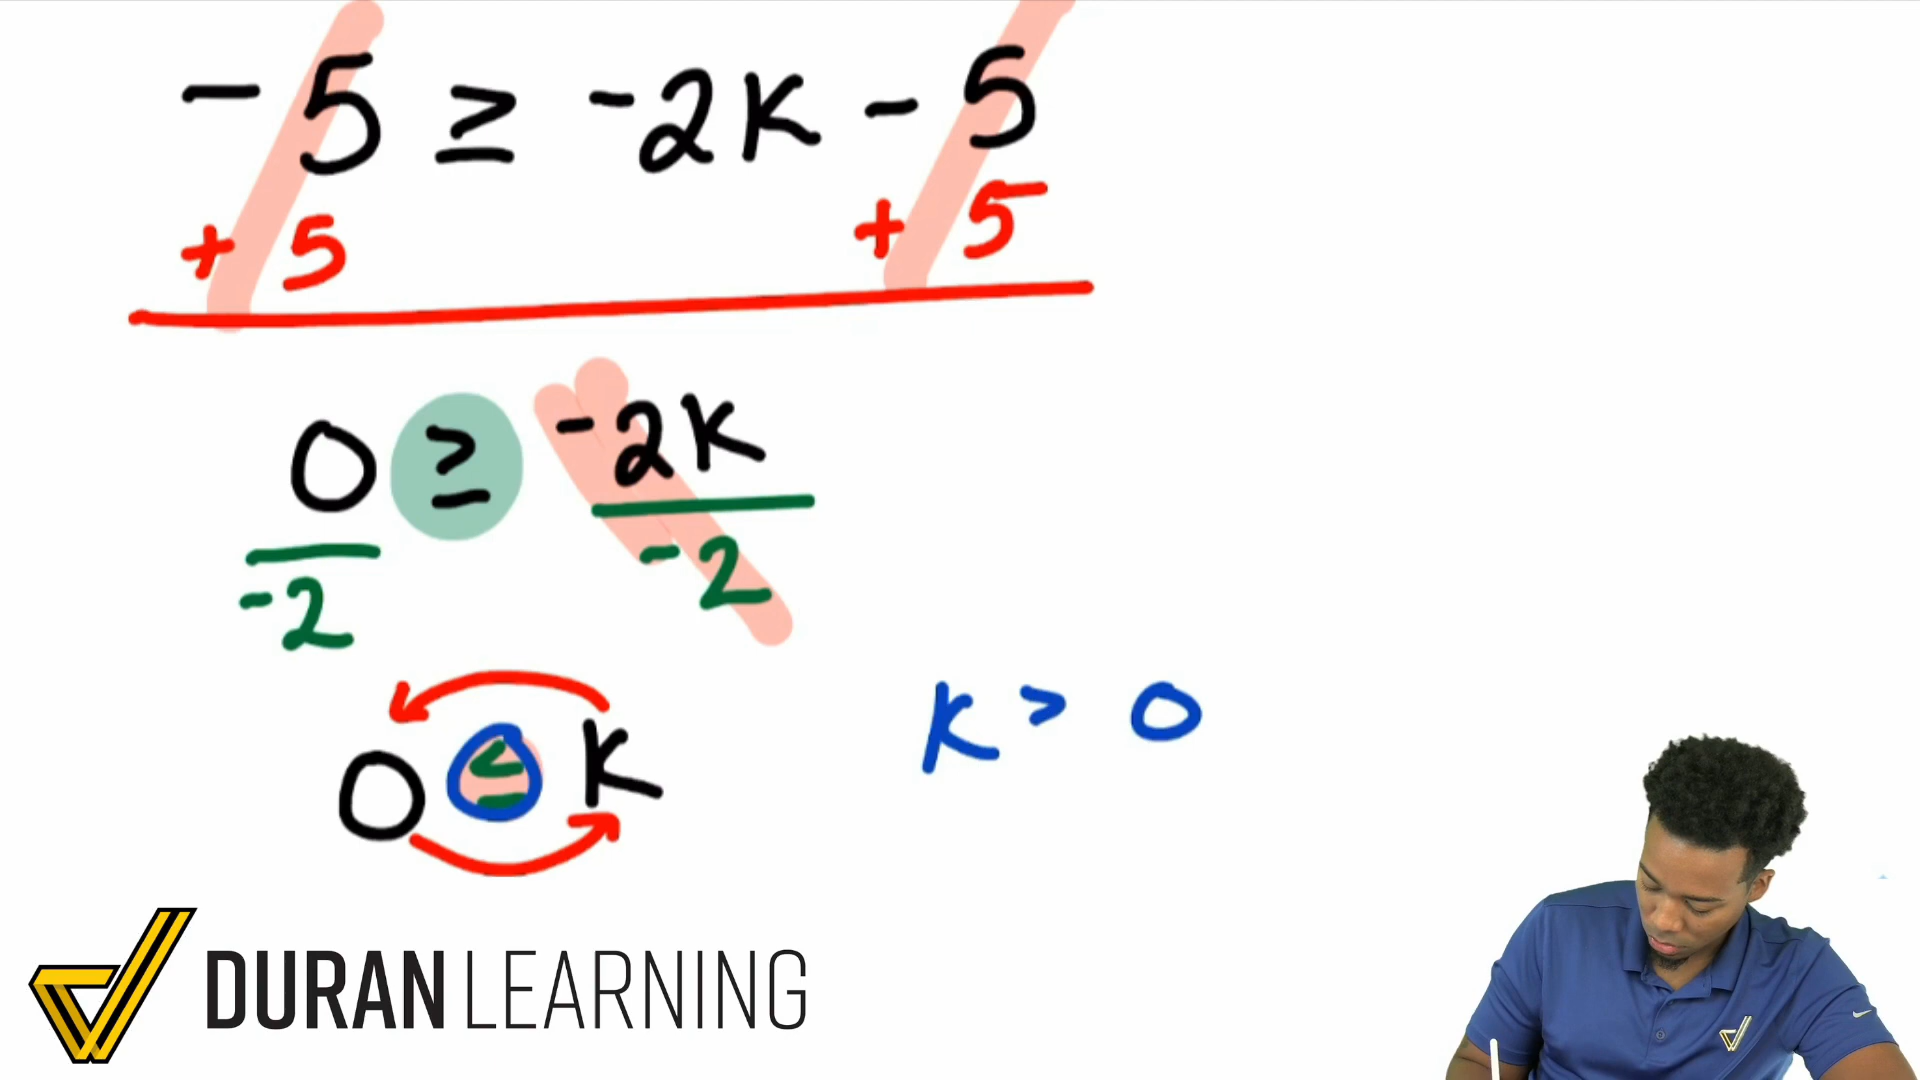 -5 ≥ -2K - 5
+ 5 + 5
0 ≥ -2K
-2 -2
0 ≤ K K > 0
DURAN LEARNING